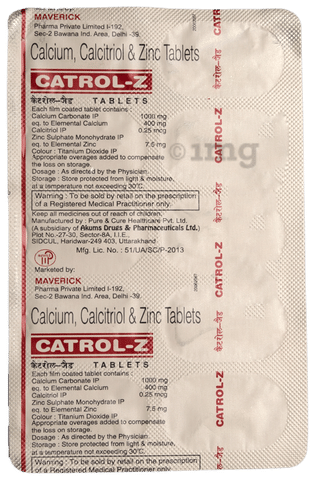 MAVERICK
Pharma Private Limited I-192,
Sec-2 Bawana Ind. Area, Delhi -39.
Calcium, Calcitriol & Zinc Tablets
CATROL-Z
केटरोल-जैड TABLETS
Each film coated tablet contains :
Calcium Carbonate IP 1000 mg
eq. to Elemental Calcium 400 mg
Calcitriol IP 0.25 mcg
Zinc Sulphate Monohydrate IP
eq. to Elemental Zinc 7.5 mg
Colour : Titanium Dioxide IP
Appropriate overages added to compensate
the loss on storage.
Dosage : As directed by the Physician.
Storage : Store protected from light & moisture,
at a temperature not exceeding 30°C.
Warning : To be sold by retail on the prescription
of a Registered Medical Practitioner only.
Keep all medicines out of reach of children.
Manufactured by : Pure & Cure Healthcare Pvt. Ltd.
(A subsidiary of Akums Drugs & Pharmaceuticals Ltd.)
Plot No.-27-30, Sector-8A, I.I.E.,
SIDCUL, Haridwar-249 403, Uttarakhand
Mfg. Lic. No. : 51/UA/SC/P-2013
Marketed by:
MAVERICK
Pharma Private Limited I-192,
Sec-2 Bawana Ind. Area, Delhi -39.
Calcium, Calcitriol & Zinc Tablets
CATROL-Z
केटरोल-जैड TABLETS
Each film coated tablet contains :
Calcium Carbonate IP 1000 mg
eq. to Elemental Calcium 400 mg
Calcitriol IP 0.25 mcg
Zinc Sulphate Monohydrate IP
eq. to Elemental Zinc 7.5 mg
Colour : Titanium Dioxide IP
Appropriate overages added to compensate
the loss on storage.
Dosage : As directed by the Physician.
Storage : Store protected from light & moisture,
at a temperature not exceeding 30°C.
Warning : To be sold by retail on the prescription
of a Registered Medical Practitioner only.
केटरोल-जैड
CATROL-Z
केटरोल-जैड
CATROL-Z
1mg